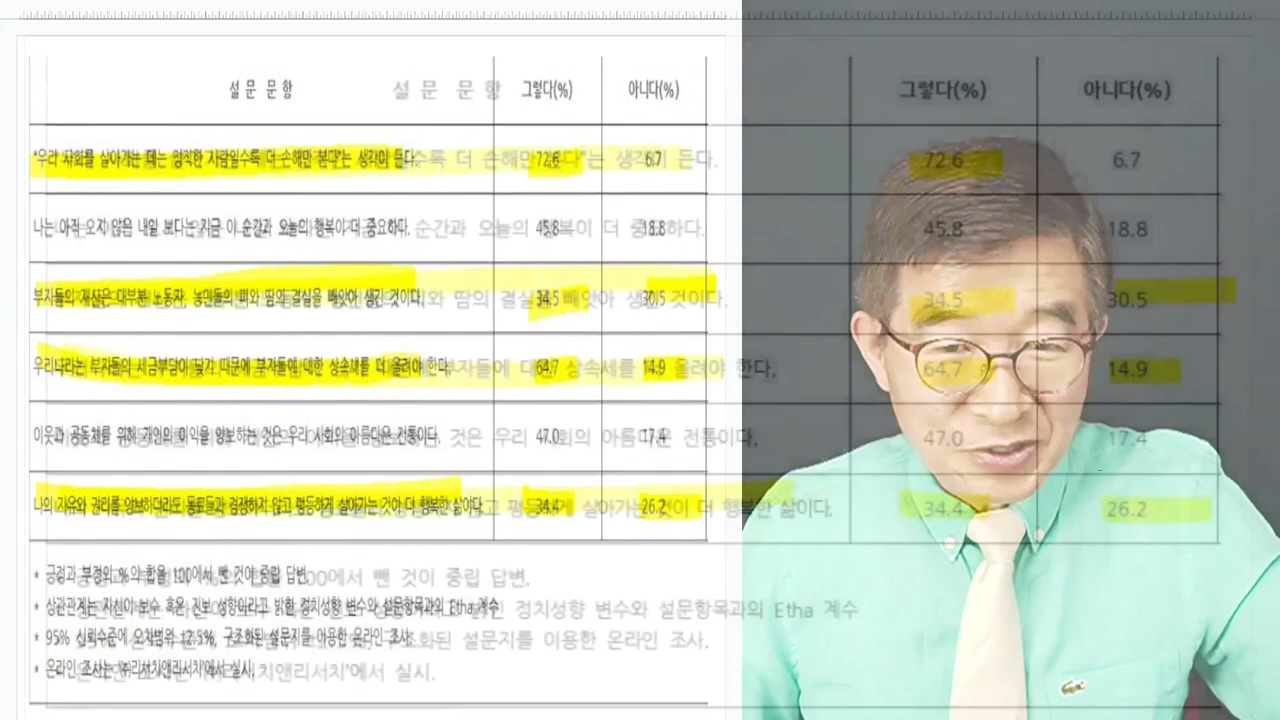 설 문 문 항 그렇다(%) 아니다(%)
"우리 사회를 살아가는 데는 정직한 사람일수록 더 손해만 본다"는 생각이 든다. 72.6 6.7
나는 아직 오지 않은 내일 보다는 지금 이 순간과 오늘의 행복이 더 중요하다. 45.8 18.8
부자들의 재산은 대부분 노동자, 농민들의 피와 땀의 결실을 빼앗아 생긴 것이다. 34.5 30.5
우리나라는 부자들의 세금부담이 낮기 때문에 부자들에 대한 상속세를 더 올려야 한다. 64.7 14.9
이웃과 공동체를 위해 개인의 이익을 양보하는 것은 우리 사회의 아름다운 전통이다. 47.0 17.4
나의 자유와 권리를 양보하더라도 동료들과 경쟁하지 않고 평등하게 살아가는 것이 더 행복한 삶이다. 34.4 26.2
* 긍정과 부정의 %의 합을 100에서 뺀 것이 중립 답변.
* 상관관계는 자신이 보수 혹은 진보 성향이라고 밝힌 정치성향 변수와 설문항목과의 Etha 계수
* 95% 신뢰수준에 오차범위 ±2.5%, 구조화된 설문지를 이용한 온라인 조사.
* 온라인 조사는 '㈜리서치앤리서치'에서 실시.